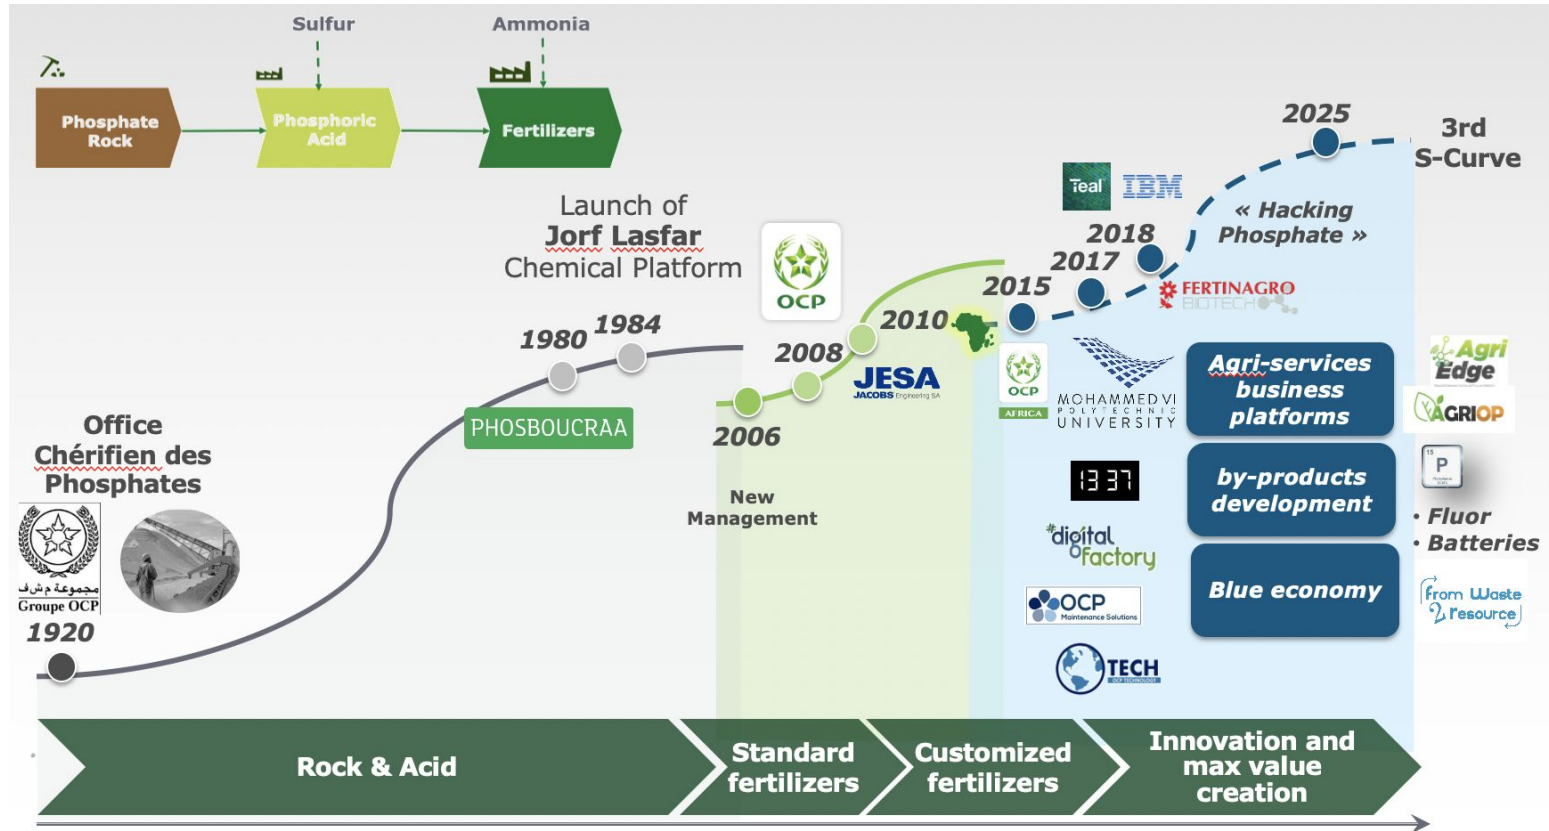 Sulfur
Ammonia
Phosphate
Rock
Phosphoric
Acid
Fertilizers
2025
3rd
S-Curve
Teal
IBM
« Hacking
Phosphate »
Launch of
Jorf Lasfar
Chemical Platform
OCP
2018
2017
2015
FERTINAGRO
BIOTECH
1980
1984
2010
2008
JESA
JACOBS Engineering SA
2006
PHOSBOUCRAA
OCP
AFRICA
MOHAMMED VI
POLYTECHNIC
UNIVERSITY
Agri-services
business
platforms
Agri
Edge
AGRIOP
Office
Chérifien des
Phosphates
New
Management
1337
by-products
development
15
P
• Fluor
• Batteries
#digital
factory
Blue economy
From Waste
2 resource
مجموعة م ش ف
Groupe OCP
1920
OCP
Maintenance Solutions
TECH
OCP TECHNOLOGY
Rock & Acid
Standard
fertilizers
Customized
fertilizers
Innovation and
max value
creation